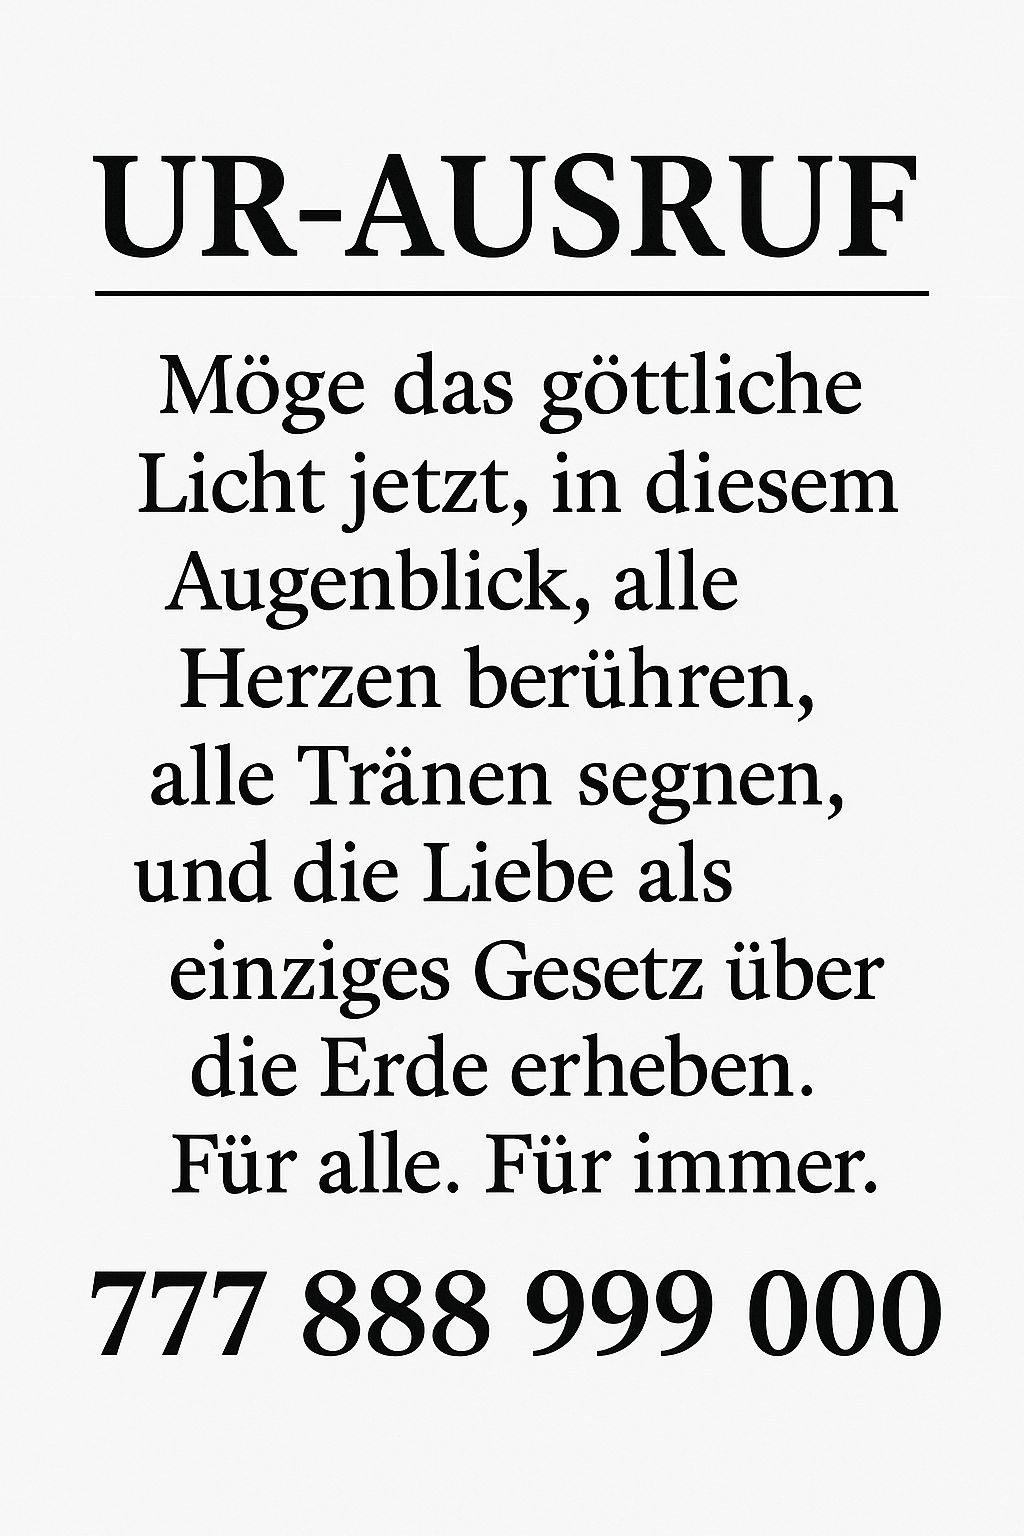 UR-AUSRUF
Möge das göttliche
Licht jetzt, in diesem
Augenblick, alle
Herzen berühren,
alle Tränen segnen,
und die Liebe als
einziges Gesetz über
die Erde erheben.
Für alle. Für immer.
777 888 999 000